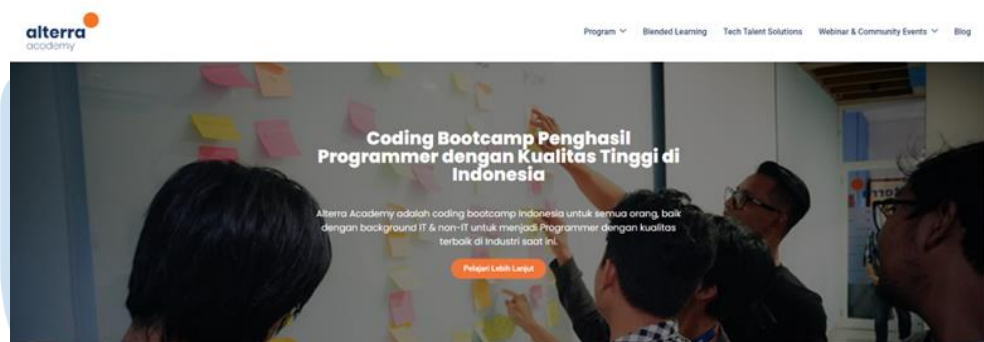 alterra
academy
Program
Blended Learning
Tech Talent Solutions
Webinar & Community Events
Blog
Coding Bootcamp Penghasil
Programmer dengan Kualitas Tinggi di
Indonesia
Alterra Academy adalah coding bootcamp Indonesia untuk semua orang, baik
dengan background IT & non-IT untuk menjadi Programmer dengan kualitas
terbaik di Industri saat ini.
Pelajari Lebih Lanjut